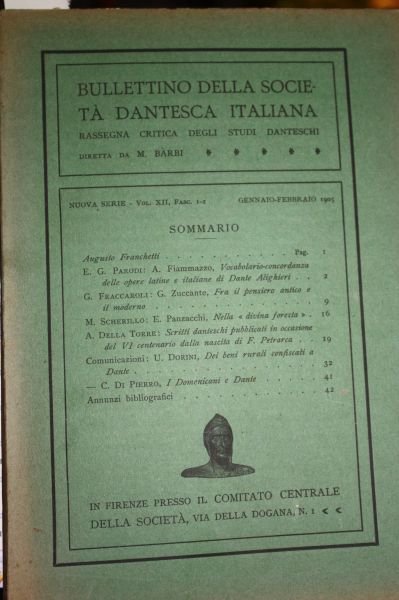 BULLETTINO DELLA SOCIE-
TÀ DANTESCA ITALIANA
RASSEGNA CRITICA DEGLI STUDI DANTESCHI
DIRETTA DA M. BARBI
NUOVA SERIE - VOL. XII, FASC. 1-2 GENNAIO-FEBBRAIO 1905
SOMMARIO
Augusto Franchetti . . . . . . . . . . Pag. 1
E. G. PARODI: A. Fiammazzo, Vocabolario-concordanza
delle opere latine e italiane di Dante Alighieri . . 2
G. FRACCAROLI: G. Zuccante, Fra il pensiero antico e
il moderno . . . . . . . . . . 9
M. SCHERILLO: E. Panzacchi, Nella « divina foresta » . 16
A. DELLA TORRE: Scritti danteschi pubblicati in occasione
del VI centenario dalla nascita di F. Petrarca . . 19
Comunicazioni: U. DORINI, Dei beni rurali confiscati a
Dante . . . . . . . . . . 32
— C. DI PIERRO, I Domenicani e Dante . . . . 41
Annunzi bibliografici . . . . . . . . . . 42
IN FIRENZE PRESSO IL COMITATO CENTRALE
DELLA SOCIETÀ, VIA DELLA DOGANA, N. 1